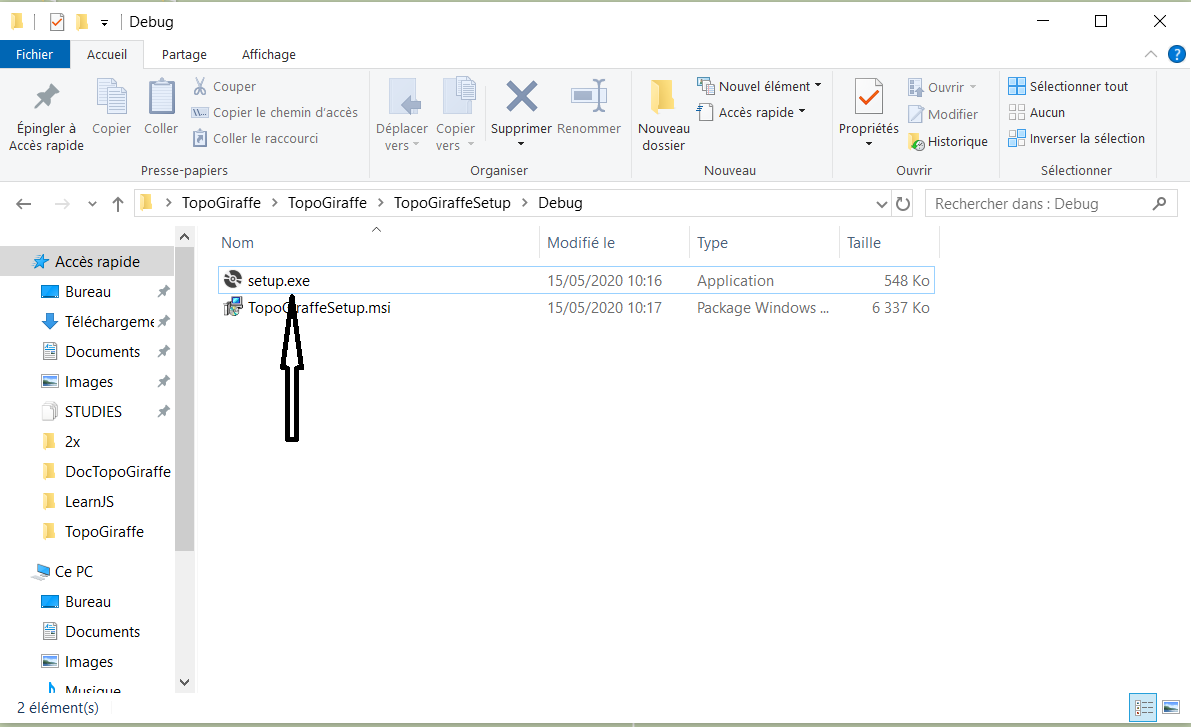 Debug
Fichier Accueil Partage Affichage
Épingler à
Accès rapide
Copier
Coller
Couper
Copier le chemin d'accès
Coller le raccourci
Presse-papiers
Déplacer
vers
Copier
vers
Supprimer
Renommer
Organiser
Nouveau
dossier
Nouvel élément
Accès rapide
Nouveau
Propriétés
Ouvrir
Modifier
Historique
Ouvrir
Sélectionner tout
Aucun
Inverser la sélection
Sélectionner
TopoGiraffe > TopoGiraffe > TopoGiraffeSetup > Debug
Rechercher dans : Debug
Nom Modifié le Type Taille
setup.exe 15/05/2020 10:16 Application 548 Ko
TopoGiraffeSetup.msi 15/05/2020 10:17 Package Windows ... 6 337 Ko
Accès rapide
Bureau
Téléchargeme
Documents
Images
STUDIES
2x
DocTopoGiraffe
LearnJS
TopoGiraffe
Ce PC
Bureau
Documents
Images
Musique
2 élément(s)